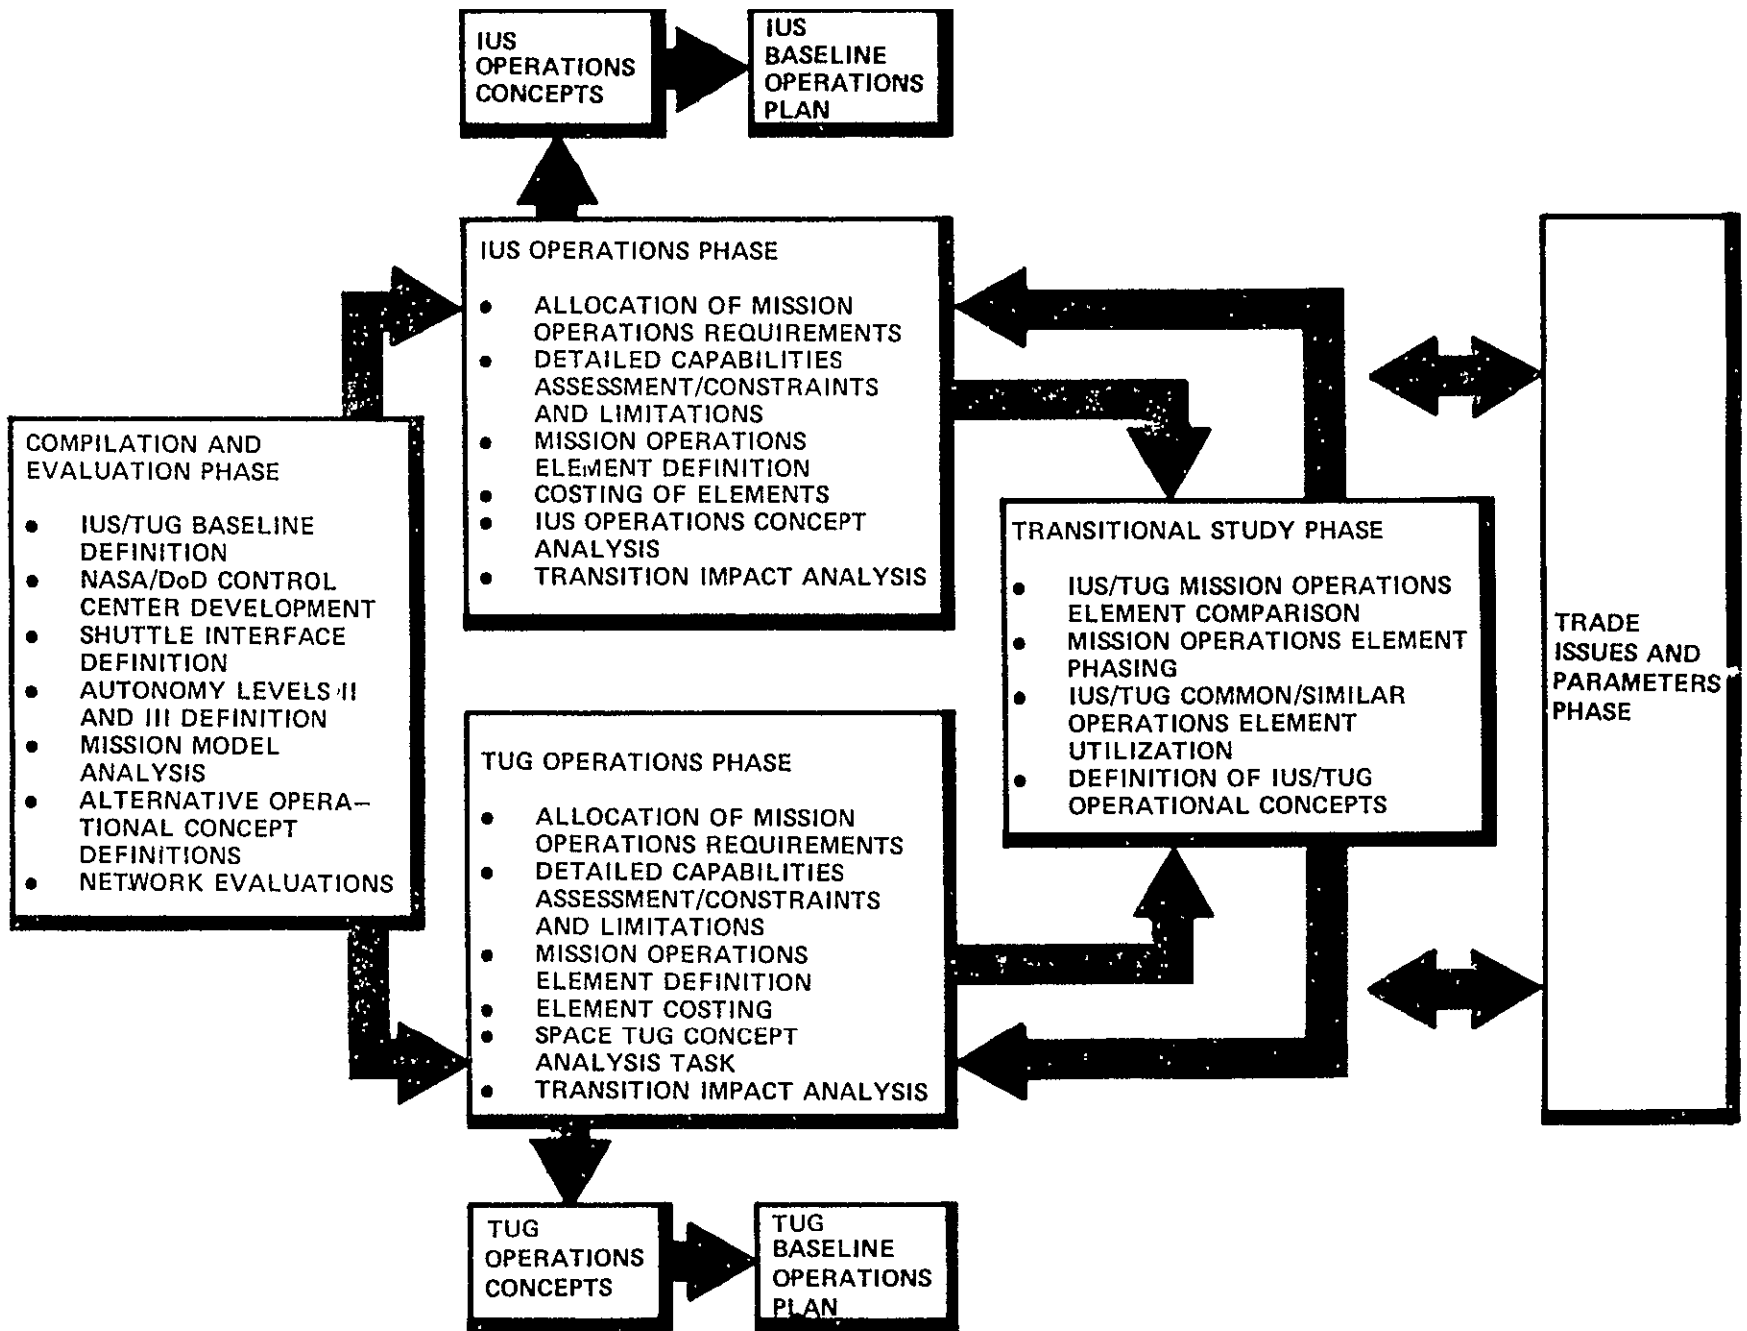 IUS
OPERATIONS
CONCEPTS
IUS
BASELINE
OPERATIONS
PLAN
IUS OPERATIONS PHASE
● ALLOCATION OF MISSION
OPERATIONS REQUIREMENTS
● DETAILED CAPABILITIES
ASSESSMENT/CONSTRAINTS
AND LIMITATIONS
● MISSION OPERATIONS
ELEMENT DEFINITION
● COSTING OF ELEMENTS
● IUS OPERATIONS CONCEPT
ANALYSIS
● TRANSITION IMPACT ANALYSIS
COMPILATION AND
EVALUATION PHASE
● IUS/TUG BASELINE
DEFINITION
● NASA/DoD CONTROL
CENTER DEVELOPMENT
● SHUTTLE INTERFACE
DEFINITION
● AUTONOMY LEVELS II
AND III DEFINITION
● MISSION MODEL
ANALYSIS
● ALTERNATIVE OPERA–
TIONAL CONCEPT
DEFINITIONS
● NETWORK EVALUATIONS
TRANSITIONAL STUDY PHASE
● IUS/TUG MISSION OPERATIONS
ELEMENT COMPARISON
● MISSION OPERATIONS ELEMENT
PHASING
● IUS/TUG COMMON/SIMILAR
OPERATIONS ELEMENT
UTILIZATION
● DEFINITION OF IUS/TUG
OPERATIONAL CONCEPTS
TRADE
ISSUES AND
PARAMETERS
PHASE
TUG OPERATIONS PHASE
● ALLOCATION OF MISSION
OPERATIONS REQUIREMENTS
● DETAILED CAPABILITIES
ASSESSMENT/CONSTRAINTS
AND LIMITATIONS
● MISSION OPERATIONS
ELEMENT DEFINITION
● ELEMENT COSTING
● SPACE TUG CONCEPT
ANALYSIS TASK
● TRANSITION IMPACT ANALYSIS
TUG
OPERATIONS
CONCEPTS
TUG
BASELINE
OPERATIONS
PLAN